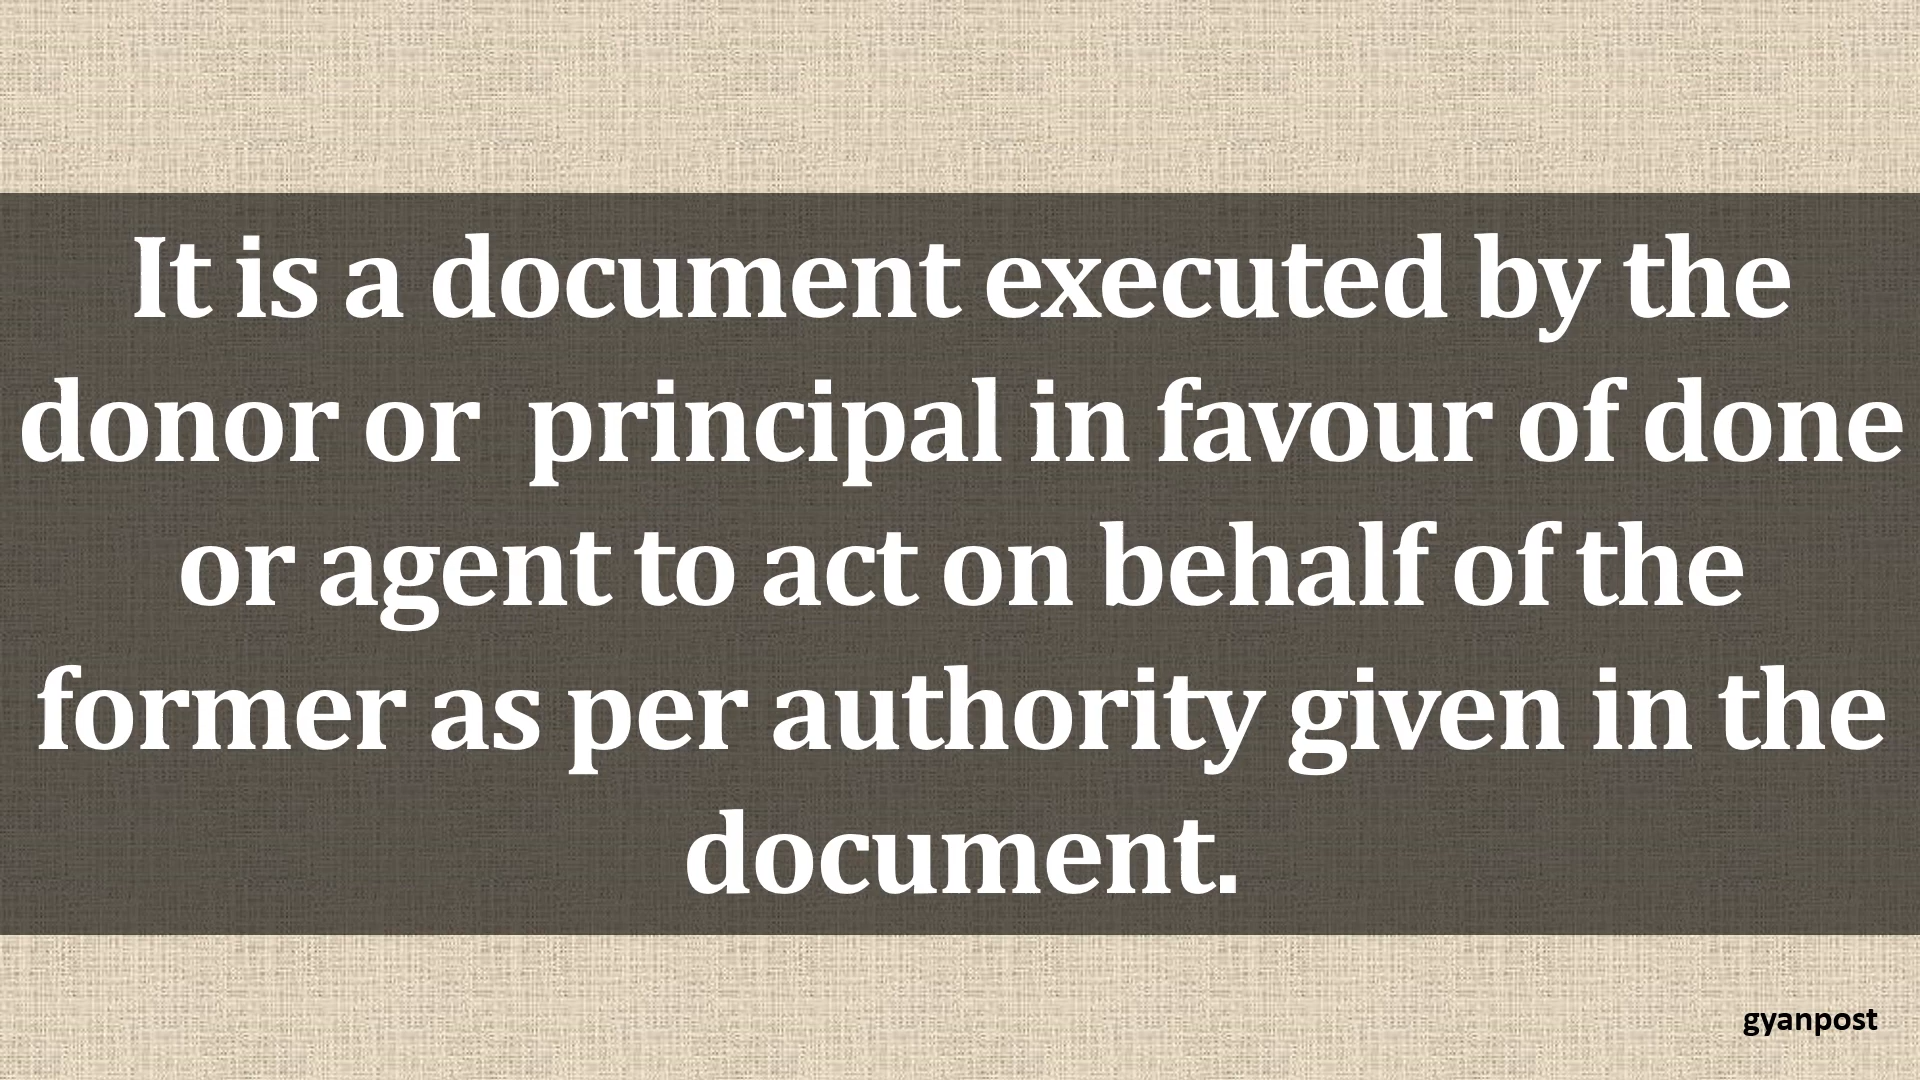 It is a document executed by the
donor or  principal in favour of done
or agent to act on behalf of the
former as per authority given in the
document.
gyanpost